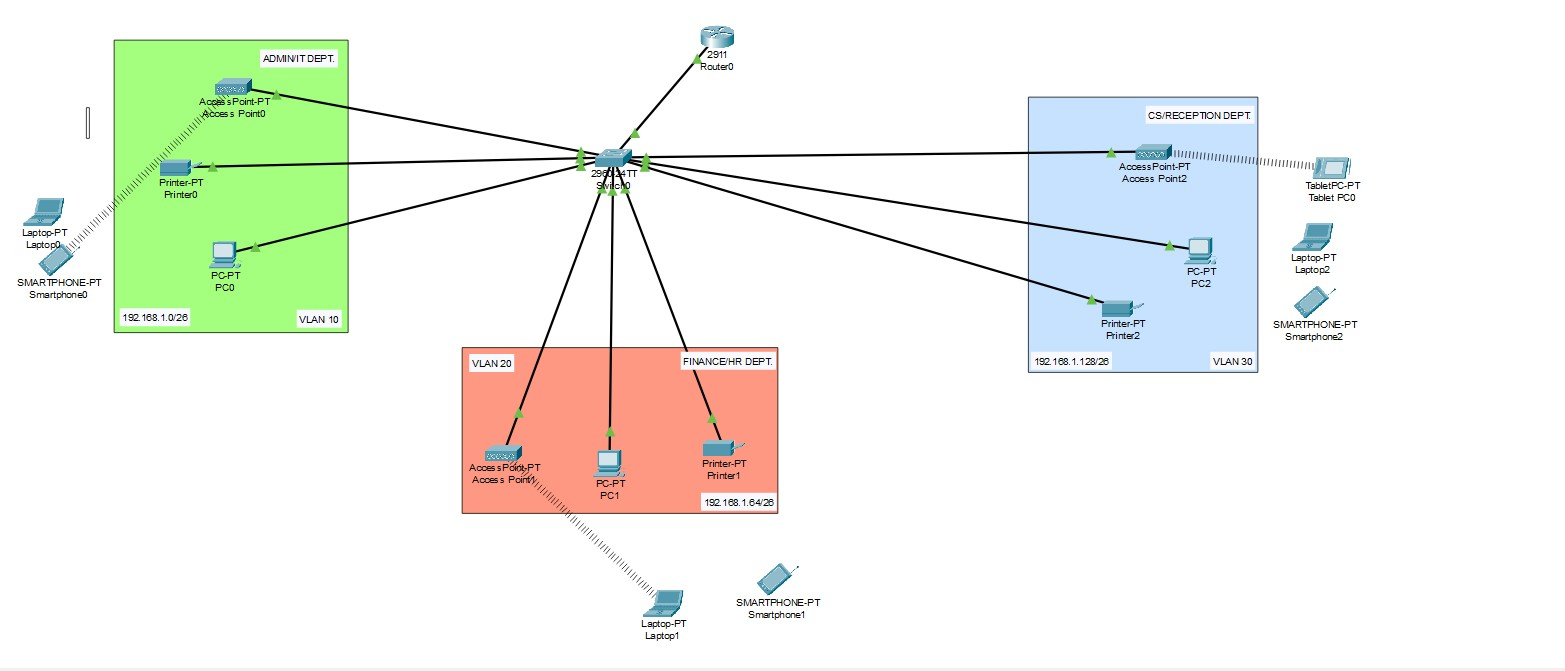 2911
Router0
ADMIN/IT DEPT.
AccessPoint-PT
Access Point0
Printer-PT
Printer0
Laptop-PT
Laptop0
SMARTPHONE-PT
Smartphone0
PC-PT
PC0
192.168.1.0/26
VLAN 10
2960-24TT
Switch0
CS/RECEPTION DEPT.
AccessPoint-PT
Access Point2
TabletPC-PT
Tablet PC0
Laptop-PT
Laptop2
PC-PT
PC2
SMARTPHONE-PT
Smartphone2
Printer-PT
Printer2
192.168.1.128/26
VLAN 30
VLAN 20
FINANCE/HR DEPT.
AccessPoint-PT
Access Point1
PC-PT
PC1
Printer-PT
Printer1
192.168.1.64/26
Laptop-PT
Laptop1
SMARTPHONE-PT
Smartphone1